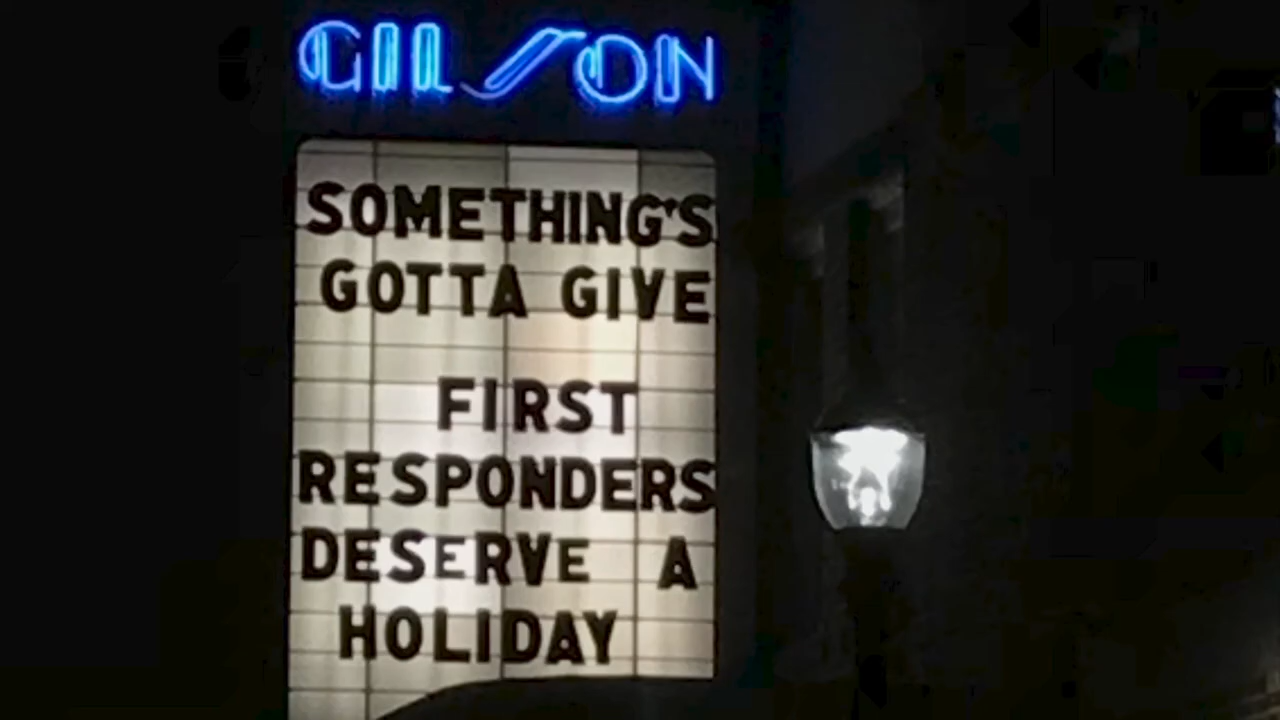 GILSON
SOMETHING'S
GOTTA GIVE
FIRST
RESPONDERS
DESERVE A
HOLIDAY